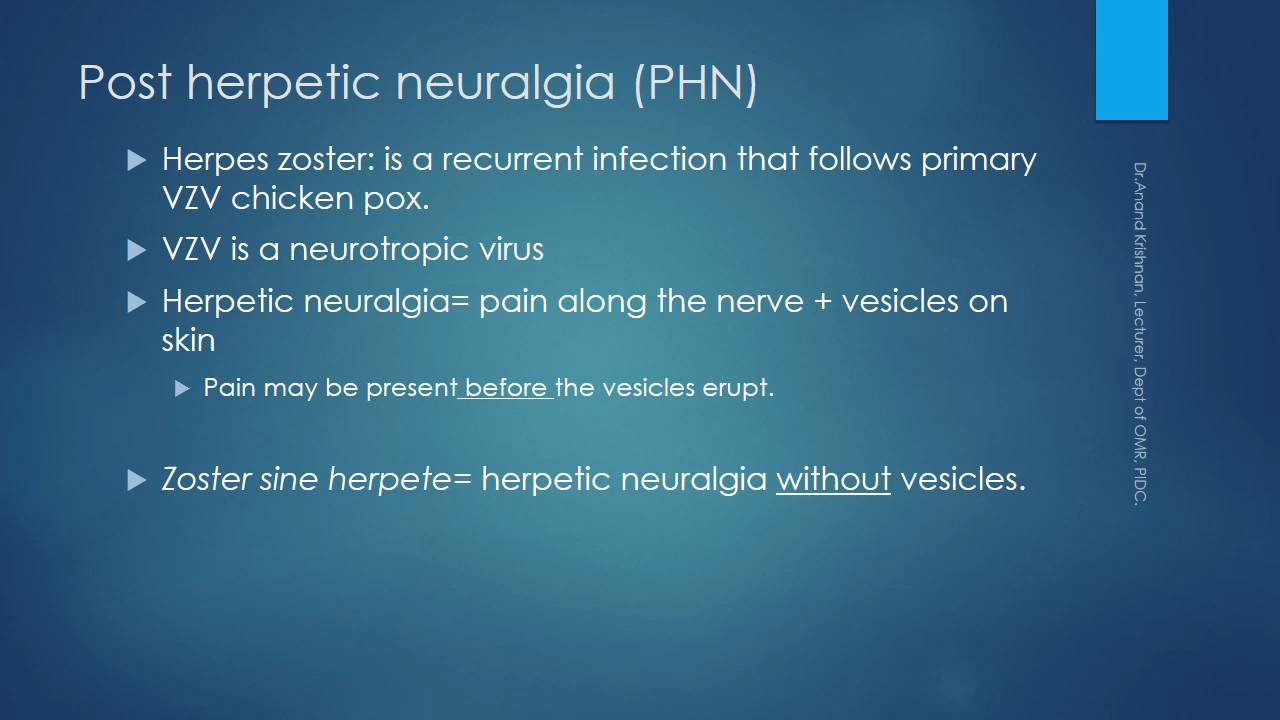 Post herpetic neuralgia (PHN)
Herpes zoster: is a recurrent infection that follows primary
VZV chicken pox.
VZV is a neurotropic virus
Herpetic neuralgia= pain along the nerve + vesicles on
skin
Pain may be present before the vesicles erupt.
Zoster sine herpete= herpetic neuralgia without vesicles.
Dr.Anand Krishnan, Lecturer, Dept of OMR, PIDC.